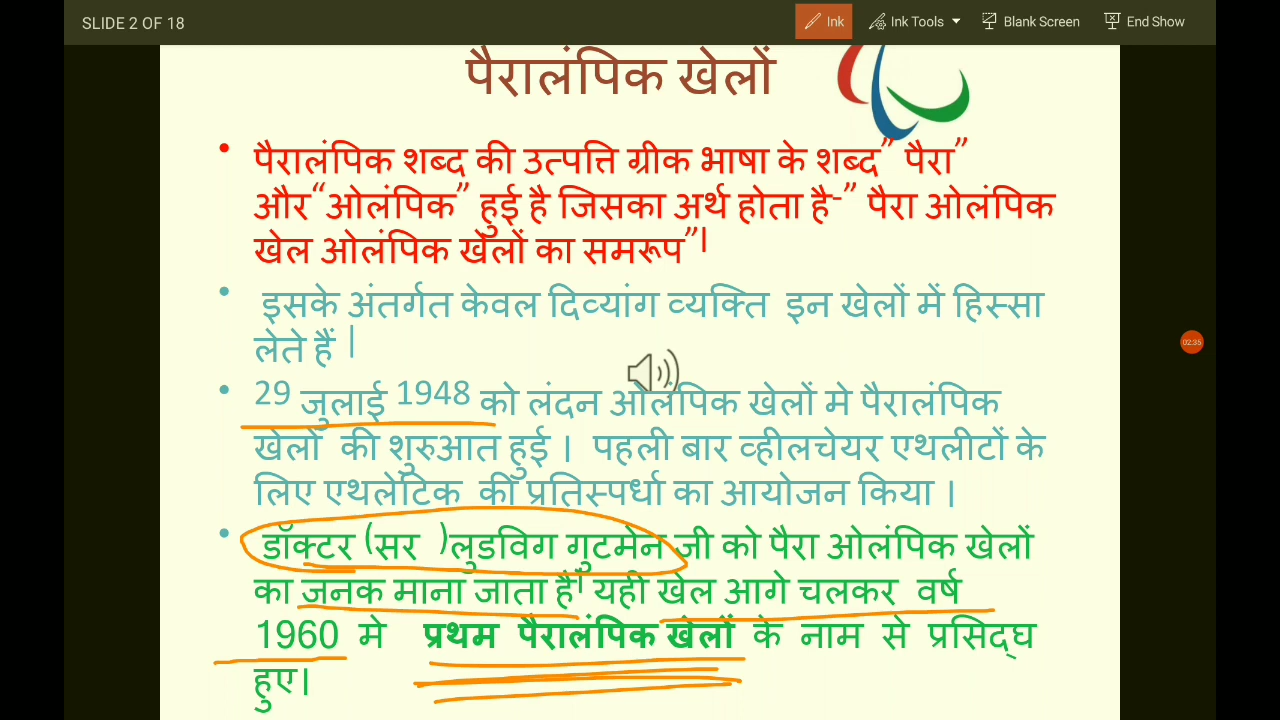 SLIDE 2 OF 18
Ink
Ink Tools
Blank Screen
End Show
पैरालंपिक खेलों
• पैरालंपिक शब्द की उत्पत्ति ग्रीक भाषा के शब्द” पैरा”
और“ओलंपिक” हुई है जिसका अर्थ होता है-” पैरा ओलंपिक
खेल ओलंपिक खेलों का समरूप”।
• इसके अंतर्गत केवल दिव्यांग व्यक्ति इन खेलों में हिस्सा
लेते हैं |
02:35
• 29 जुलाई 1948 को लंदन ओलंपिक खेलों मे पैरालंपिक
खेलों की शुरुआत हुई । पहली बार व्हीलचेयर एथलीटों के
लिए एथलेटिक की प्रतिस्पर्धा का आयोजन किया ।
• डॉक्टर (सर )लुडविग गुटमेन जी को पैरा ओलंपिक खेलों
का जनक माना जाता है। यही खेल आगे चलकर वर्ष
1960 मे प्रथम पैरालंपिक खेलों के नाम से प्रसिद्घ
हुए।